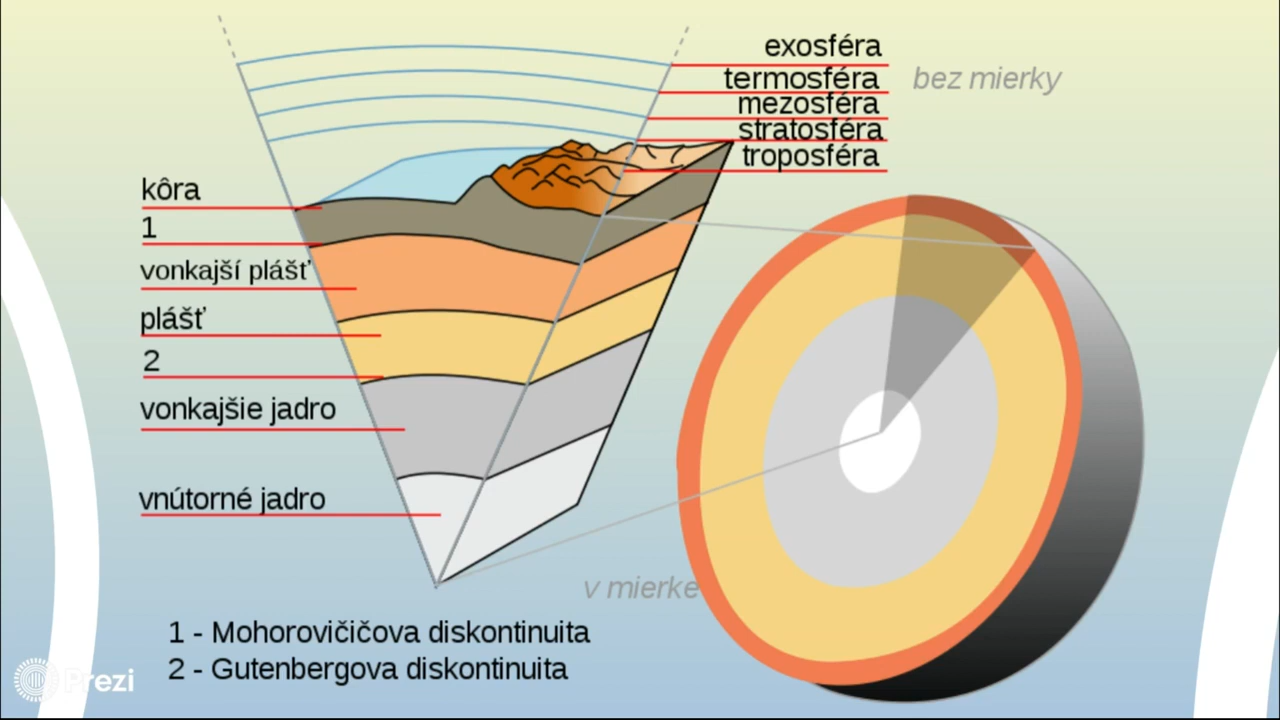 exosféra
termosféra
bez mierky
mezosféra
stratosféra
troposféra
kôra
1
vonkajší plášť
plášť
2
vonkajšie jadro
vnútorné jadro
v mierke
1 - Mohorovičičova diskontinuita
2 - Gutenbergova diskontinuita
Prezi